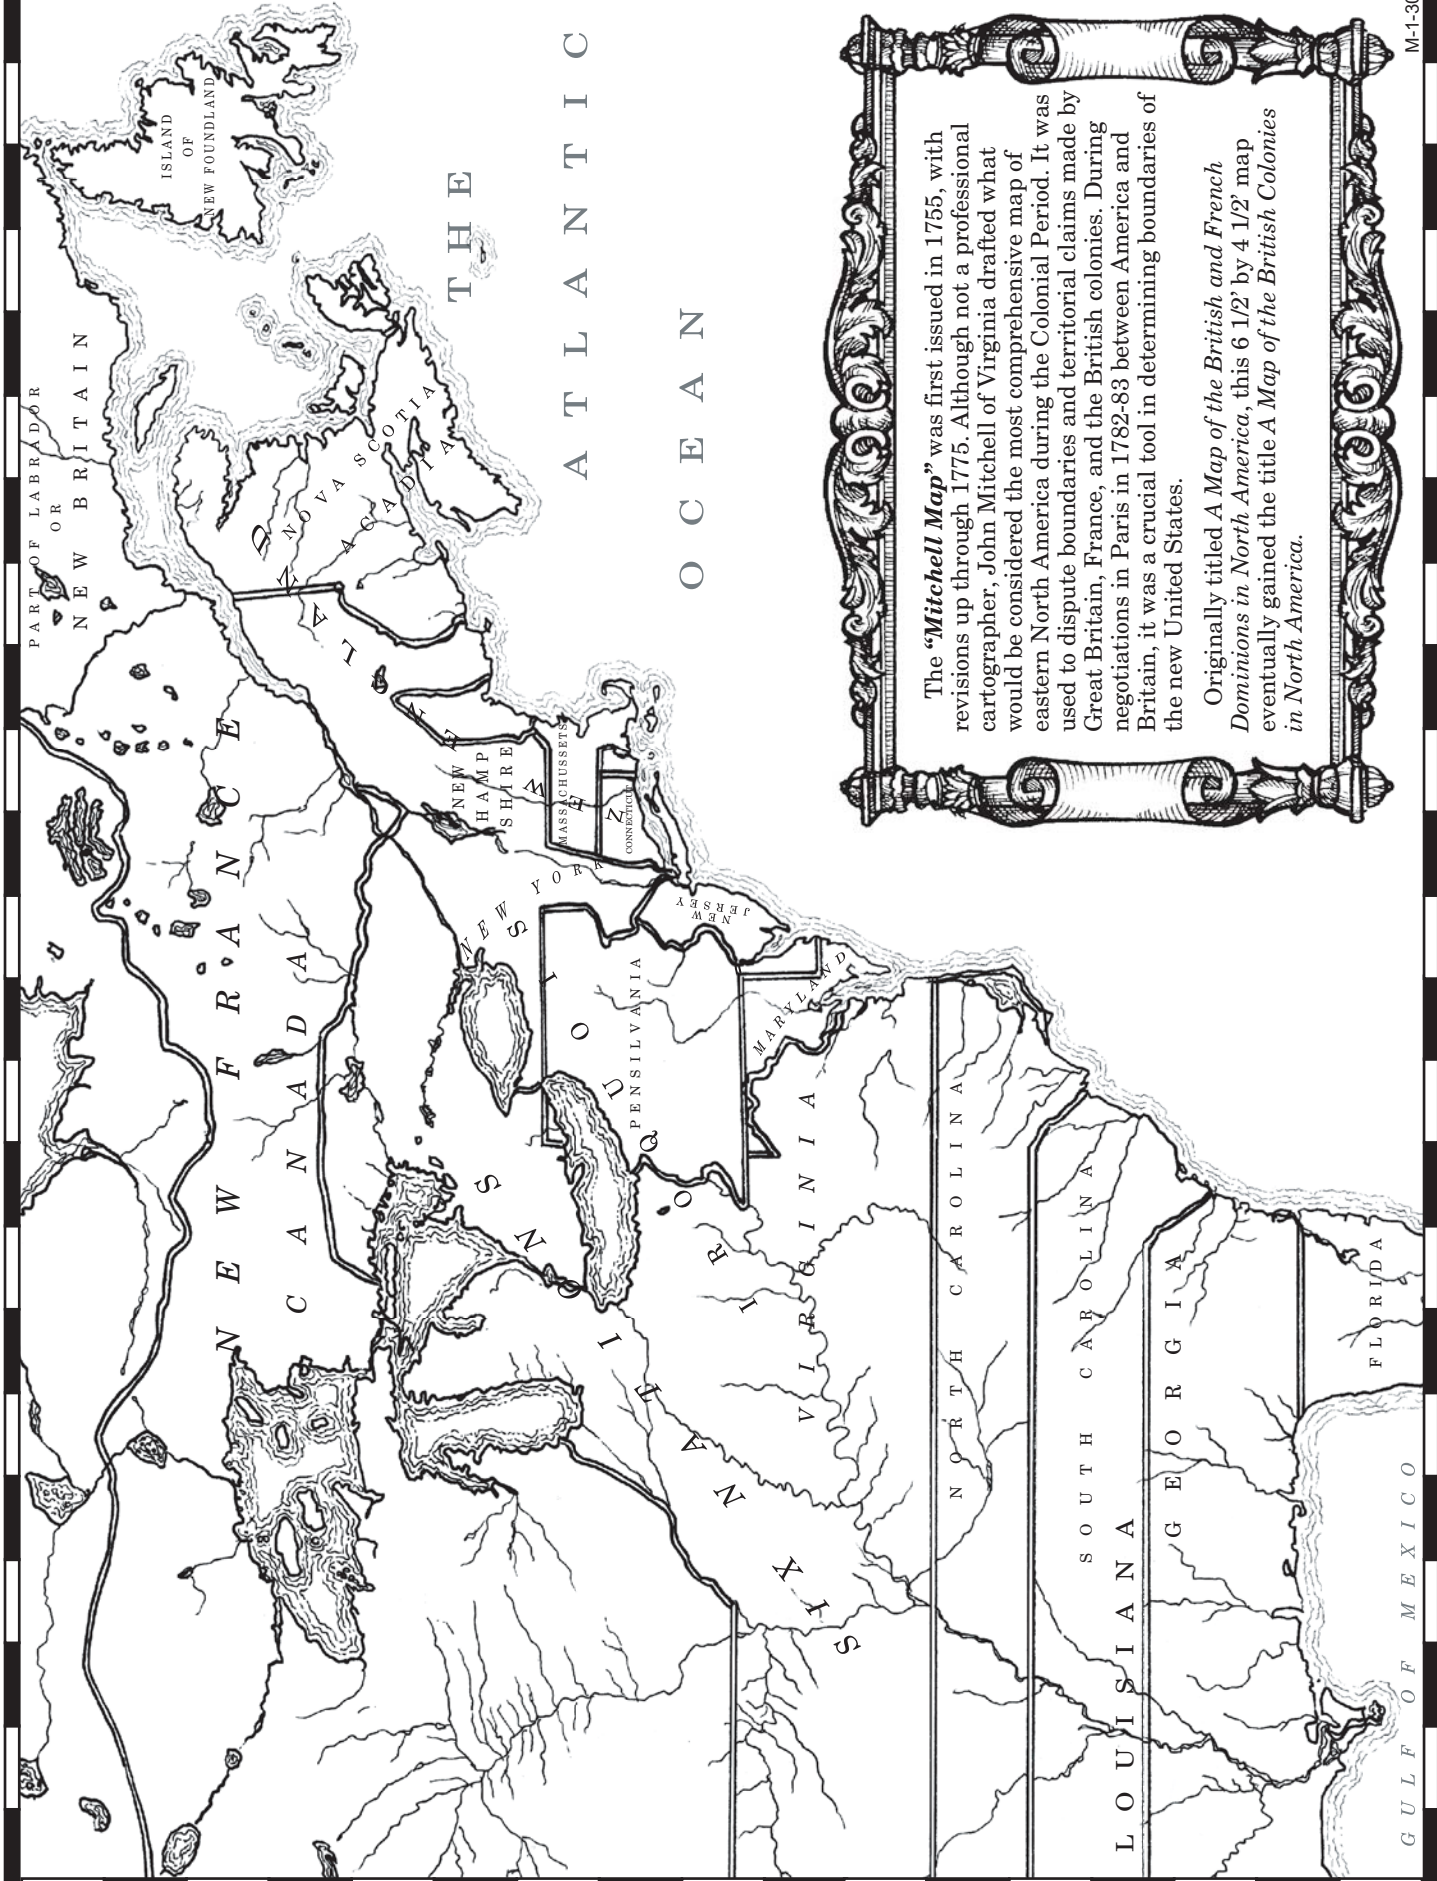 PART OF LABRADOR
OR
NEW BRITAIN
ISLAND
OF
NEW FOUNDLAND
NEW FRANCE
CANADA
NOVA SCOTIA
ACADIA
NEW ENGLAND
NEW
HAMP
SHIRE
MASSACHUSSETS
CONNECTICUT
NEW YORK
NEW
JERSEY
PENSILVANIA
MARYLAND
SIX NATIONS
IROQUOIS
VIRGINIA
NORTH CAROLINA
SOUTH CAROLINA
LOUISIANA
GEORGIA
FLORIDA
GULF OF MEXICO
THE
ATLANTIC
OCEAN
The “Mitchell Map” was first issued in 1755, with
revisions up through 1775. Although not a professional
cartographer, John Mitchell of Virginia drafted what
would be considered the most comprehensive map of
eastern North America during the Colonial Period. It was
used to dispute boundaries and territorial claims made by
Great Britain, France, and the British colonies. During
negotiations in Paris in 1782-83 between America and
Britain, it was a crucial tool in determining boundaries of
the new United States.
Originally titled A Map of the British and French
Dominions in North America, this 6 1/2’ by 4 1/2’ map
eventually gained the title A Map of the British Colonies
in North America.